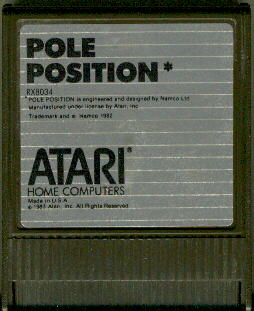 POLE
POSITION*
RX8034
*POLE POSITION is engineered and designed by Namco Ltd
Manufactured under license by Atari, Inc
Trademark and © Namco 1982
ATARI®
HOME COMPUTERS
Made in U.S.A.
© 1983 Atari, Inc. All Rights Reserved